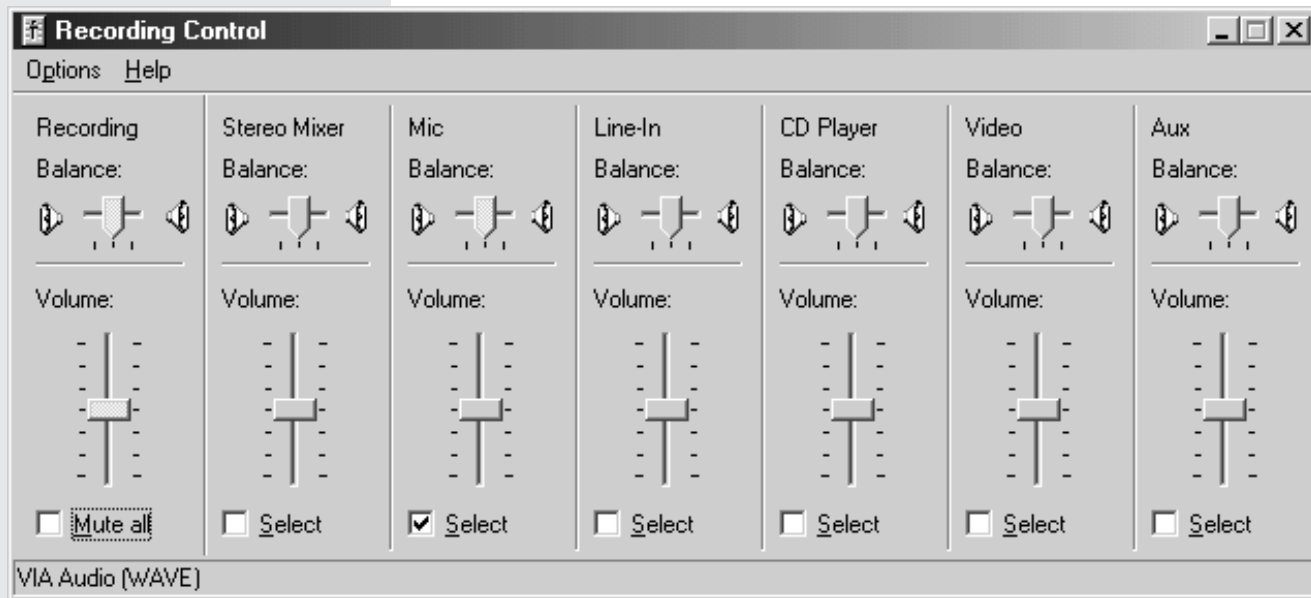 Recording Control
Options Help
Recording Stereo Mixer Mic Line-In CD Player Video Aux
Balance: Balance: Balance: Balance: Balance: Balance: Balance:
Volume: Volume: Volume: Volume: Volume: Volume: Volume:
Mute all Select Select Select Select Select Select
VIA Audio (WAVE)